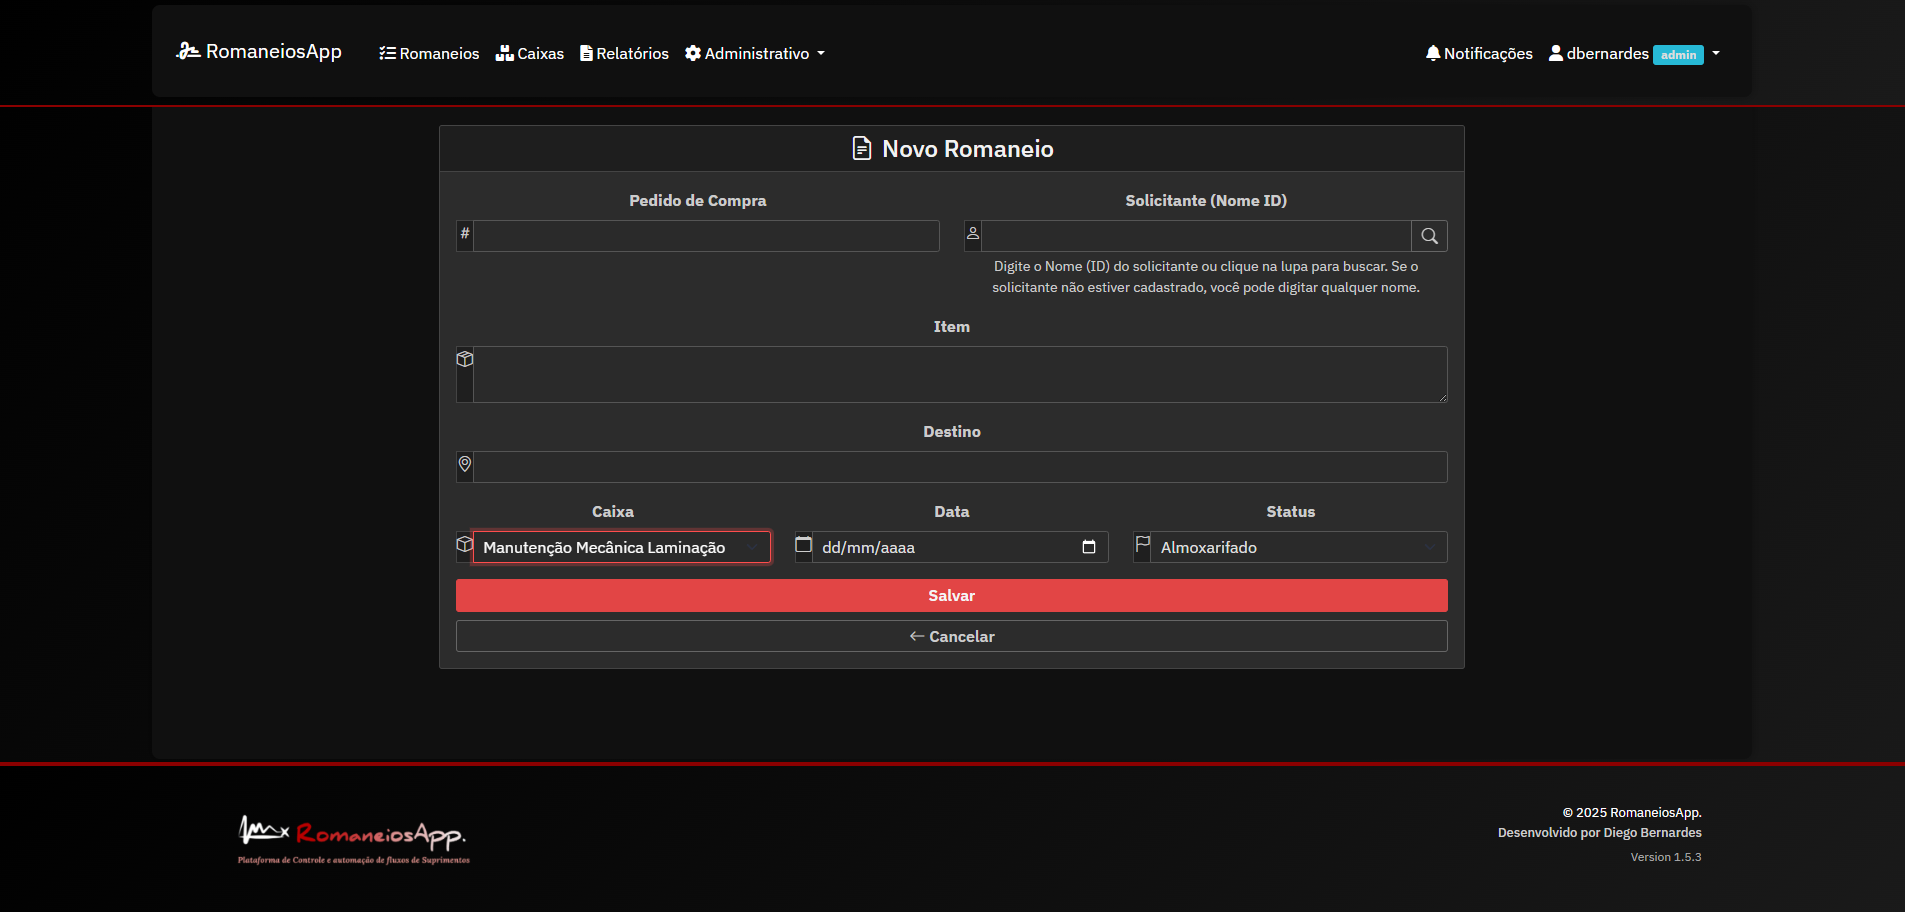 RomaneiosApp
Romaneios
Caixas
Relatórios
Administrativo
Notificações
dbernardes admin
Novo Romaneio
Pedido de Compra
Solicitante (Nome ID)
#
Digite o Nome (ID) do solicitante ou clique na lupa para buscar. Se o
solicitante não estiver cadastrado, você pode digitar qualquer nome.
Item
Destino
Caixa
Data
Status
Manutenção Mecânica Laminação
dd/mm/aaaa
Almoxarifado
Salvar
← Cancelar
RomaneiosApp.
Plataforma de Controle e automação de fluxos de Suprimentos
© 2025 RomaneiosApp.
Desenvolvido por Diego Bernardes
Version 1.5.3